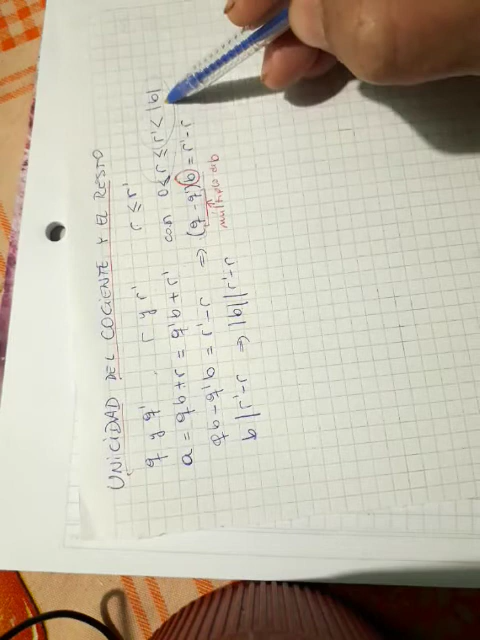 UNICIDAD DEL COCIENTE Y EL RESTO
q y q' r y r' r ≤ r'
a = qb + r = q'b + r' con 0 ≤ r ≤ r' < |b|
qb - q'b = r' - r ⇒ (q - q')b = r' - r
múltiplo de b
b | r' - r ⇒ |b| | r' - r